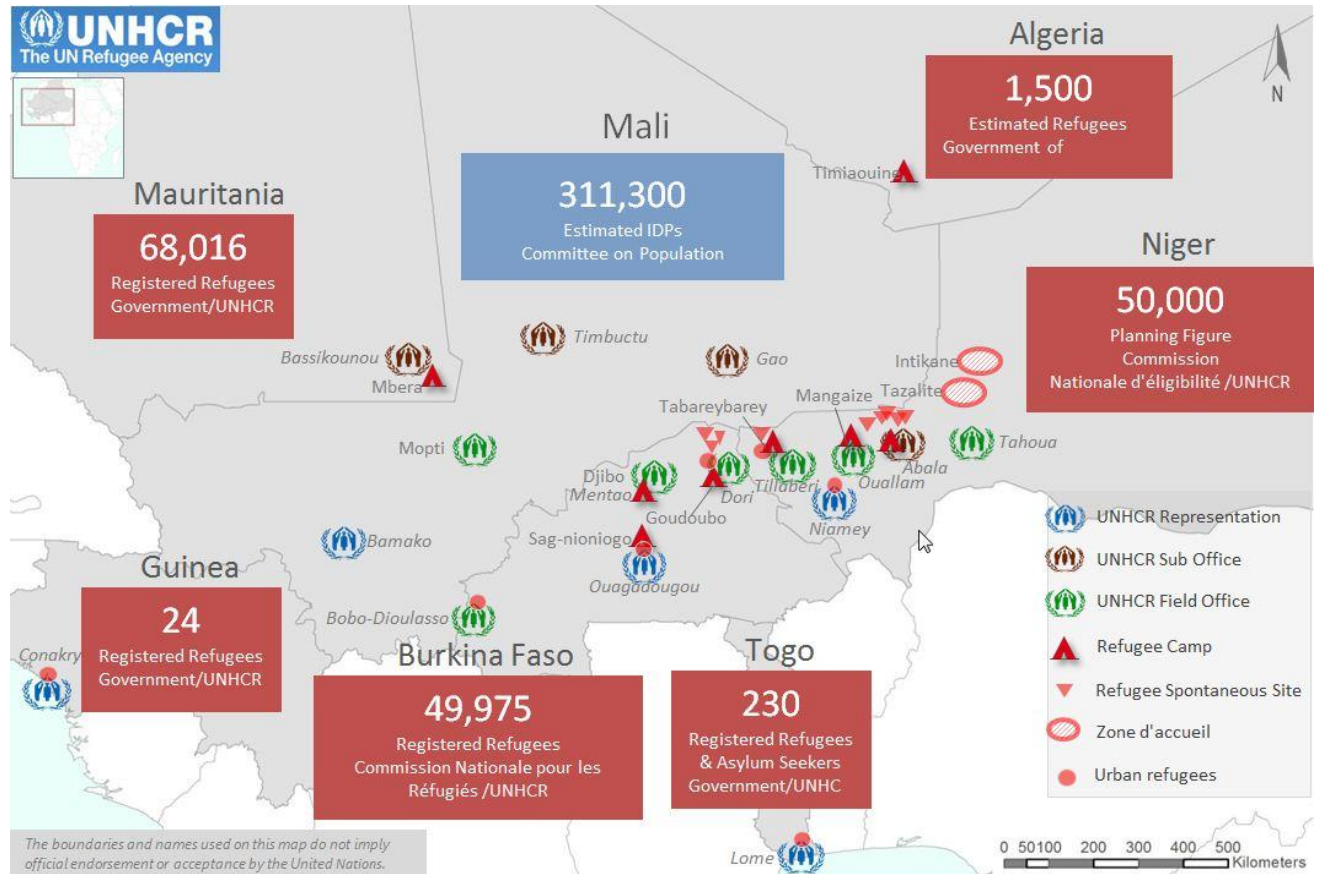 UNHCR
The UN Refugee Agency
Algeria
1,500
Estimated Refugees
Government of
N
Mali
311,300
Estimated IDPs
Committee on Population
Timiaouine
Mauritania
68,016
Registered Refugees
Government/UNHCR
Niger
50,000
Planning Figure
Commission
Nationale d'éligibilité /UNHCR
Bassikounou
Mbera
Timbuctu
Gao
Intikane
Tazalite
Mangaize
Tabareybarey
Mopti
Tahoua
Abala
Ouallam
Djibo
Mentao
Dori
Tillaberi
Goudoubo
Niamey
Sag-nioniogo
Ouagadougou
Bamako
Bobo-Dioulasso
Guinea
24
Registered Refugees
Government/UNHCR
Conakry
Burkina Faso
49,975
Registered Refugees
Commission Nationale pour les
Réfugiés /UNHCR
Togo
230
Registered Refugees
& Asylum Seekers
Government/UNHC
Lome
UNHCR Representation
UNHCR Sub Office
UNHCR Field Office
Refugee Camp
Refugee Spontaneous Site
Zone d'accueil
Urban refugees
0 50100 200 300 400 500
Kilometers
The boundaries and names used on this map do not imply
official endorsement or acceptance by the United Nations.